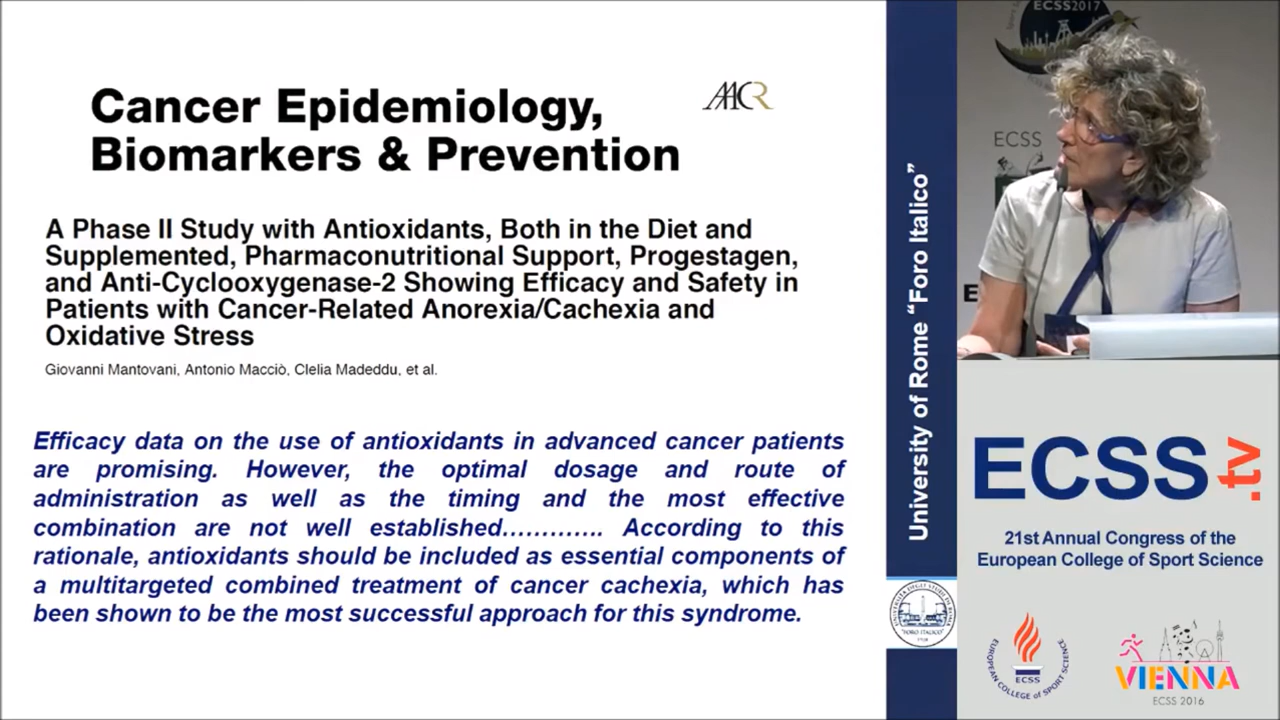 Cancer Epidemiology,
Biomarkers & Prevention
AACR
A Phase II Study with Antioxidants, Both in the Diet and
Supplemented, Pharmaconutritional Support, Progestagen,
and Anti-Cyclooxygenase-2 Showing Efficacy and Safety in
Patients with Cancer-Related Anorexia/Cachexia and
Oxidative Stress
Giovanni Mantovani, Antonio Macciò, Clelia Madeddu, et al.
Efficacy data on the use of antioxidants in advanced cancer patients
are promising. However, the optimal dosage and route of
administration as well as the timing and the most effective
combination are not well established............. According to this
rationale, antioxidants should be included as essential components of
a multitargeted combined treatment of cancer cachexia, which has
been shown to be the most successful approach for this syndrome.
University of Rome “Foro Italico”
"FORO ITALICO"
ECSS2017
ECSS
E
ECSS.tv
21st Annual Congress of the
European College of Sport Science
EUROPEAN COLLEGE OF SPORT SCIENCE
ECSS
VIENNA
ECSS 2016